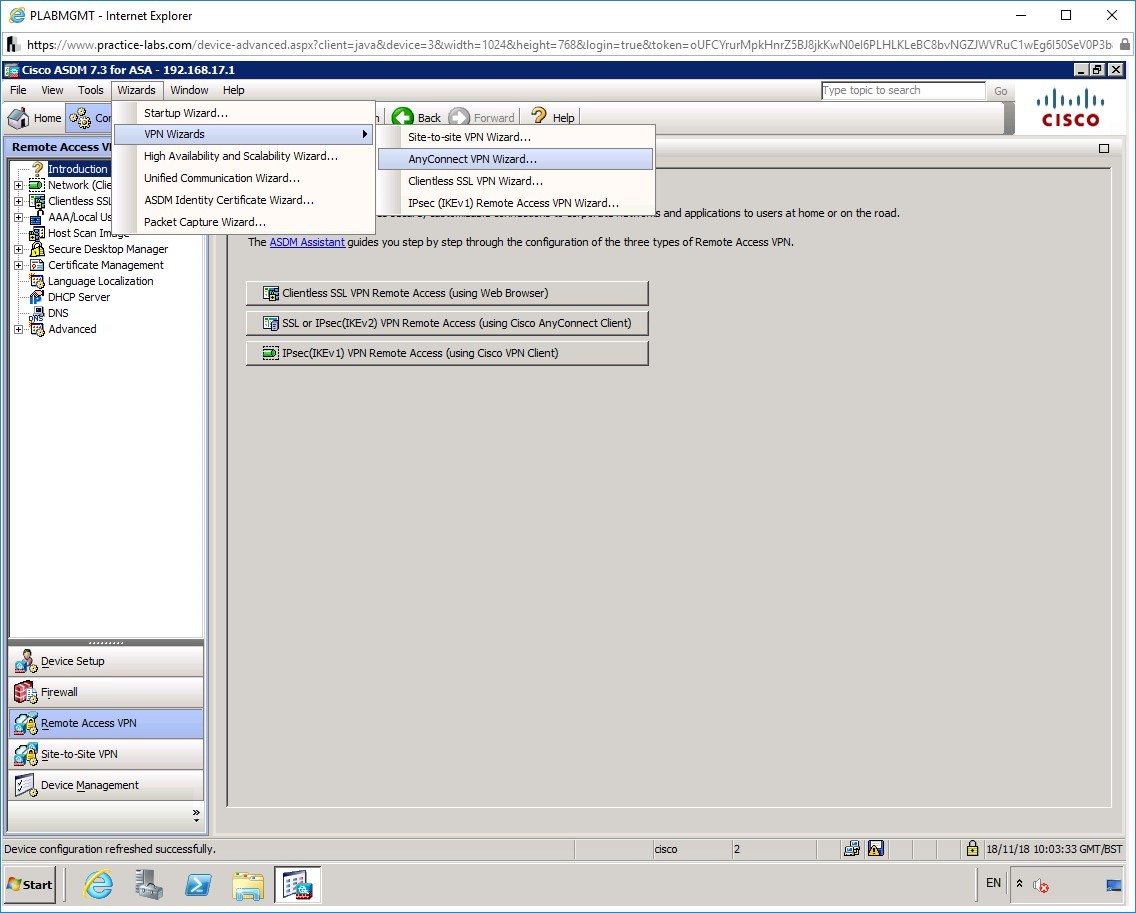 PLABMGMT - Internet Explorer
https://www.practice-labs.com/device-advanced.aspx?client=java&device=3&width=1024&height=768&login=true&token=
Cisco ASDM 7.3 for ASA - 192.168.17.1
File View Tools Wizards Window Help
Type topic to search Go
Home Back Forward Help
CISCO
Startup Wizard...
VPN Wizards
High Availability and Scalability Wizard...
Unified Communication Wizard...
ASDM Identity Certificate Wizard...
Packet Capture Wizard...
Site-to-site VPN Wizard...
AnyConnect VPN Wizard...
Clientless SSL VPN Wizard...
IPsec (IKEv1) Remote Access VPN Wizard...
Remote Access
Introduction
Network (Clie
Clientless SSL
AAA/Local Us
Host Scan Image
Secure Desktop Manager
Certificate Management
Language Localization
DHCP Server
DNS
Advanced
and applications to users at home or on the road.
The ASDM Assistant guides you step by step through the configuration of the three types of Remote Access VPN.
Clientless SSL VPN Remote Access (using Web Browser)
SSL or IPsec(IKEv2) VPN Remote Access (using Cisco AnyConnect Client)
IPsec(IKEv1) VPN Remote Access (using Cisco VPN Client)
Device Setup
Firewall
Remote Access VPN
Site-to-Site VPN
Device Management
Device configuration refreshed successfully. cisco 2 18/11/18 10:03:33 GMT/BST
Start EN